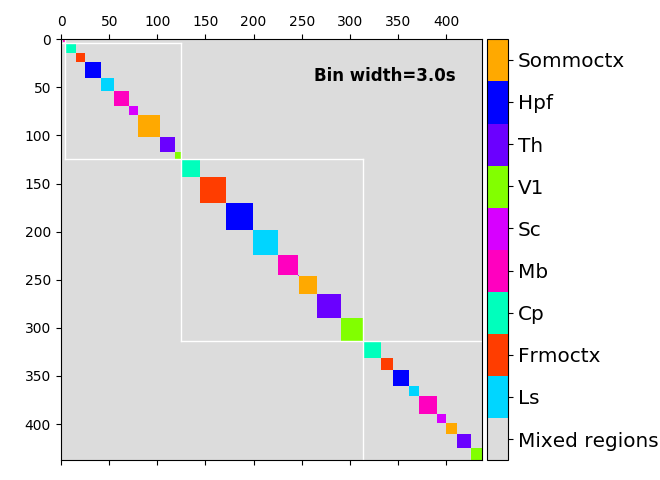 0 50 100 150 200 250 300 350 400
0
50
100
150
200
250
300
350
400
Bin width=3.0s
Sommoctx
Hpf
Th
V1
Sc
Mb
Cp
Frmoctx
Ls
Mixed regions